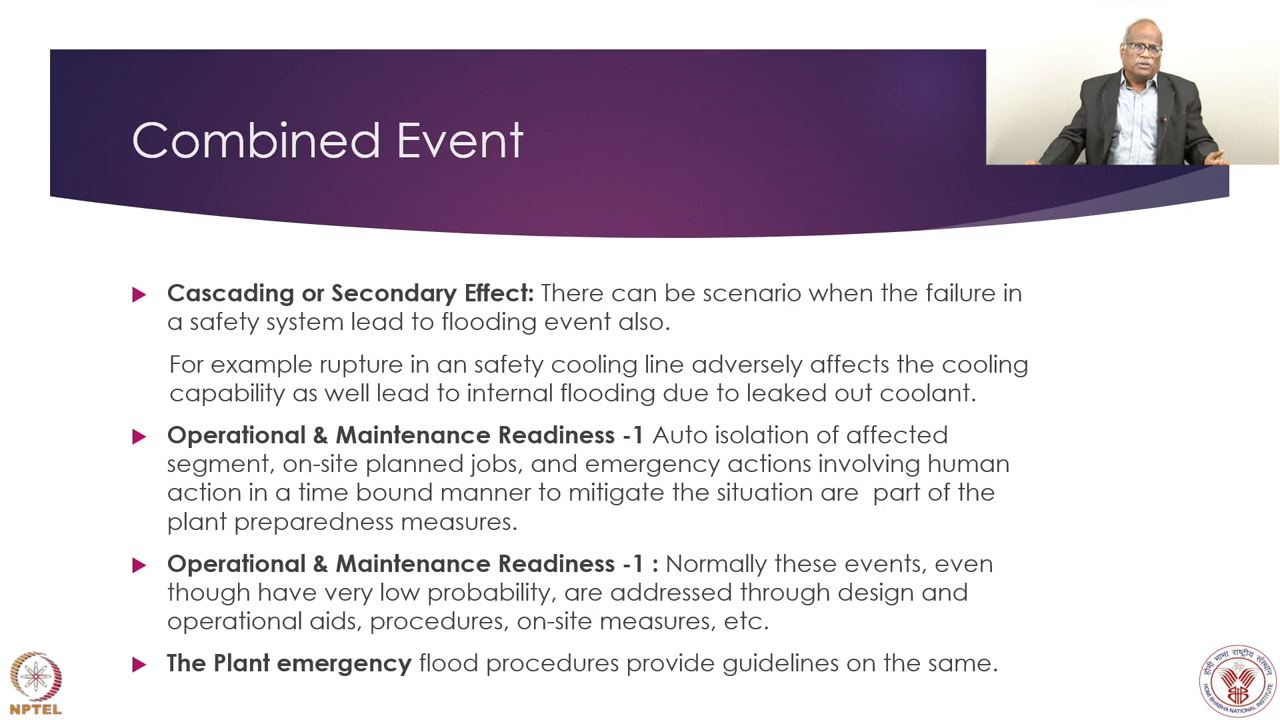 Combined Event
Cascading or Secondary Effect: There can be scenario when the failure in
a safety system lead to flooding event also.
For example rupture in an safety cooling line adversely affects the cooling
capability as well lead to internal flooding due to leaked out coolant.
Operational & Maintenance Readiness -1 Auto isolation of affected
segment, on-site planned jobs, and emergency actions involving human
action in a time bound manner to mitigate the situation are part of the
plant preparedness measures.
Operational & Maintenance Readiness -1 : Normally these events, even
though have very low probability, are addressed through design and
operational aids, procedures, on-site measures, etc.
The Plant emergency flood procedures provide guidelines on the same.
NPTEL
होमी भाभा राष्ट्रीय संस्थान
HOMI BHABHA NATIONAL INSTITUTE